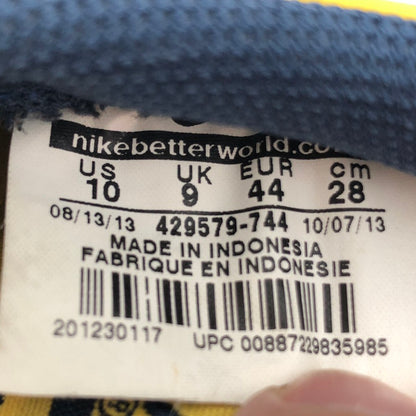 nikebetterworld.co
US UK EUR cm
10 9 44 28
08/13/13 429579-744 10/07/13
MADE IN INDONESIA
FABRIQUE EN INDONESIE
201230117 UPC 00887229835985